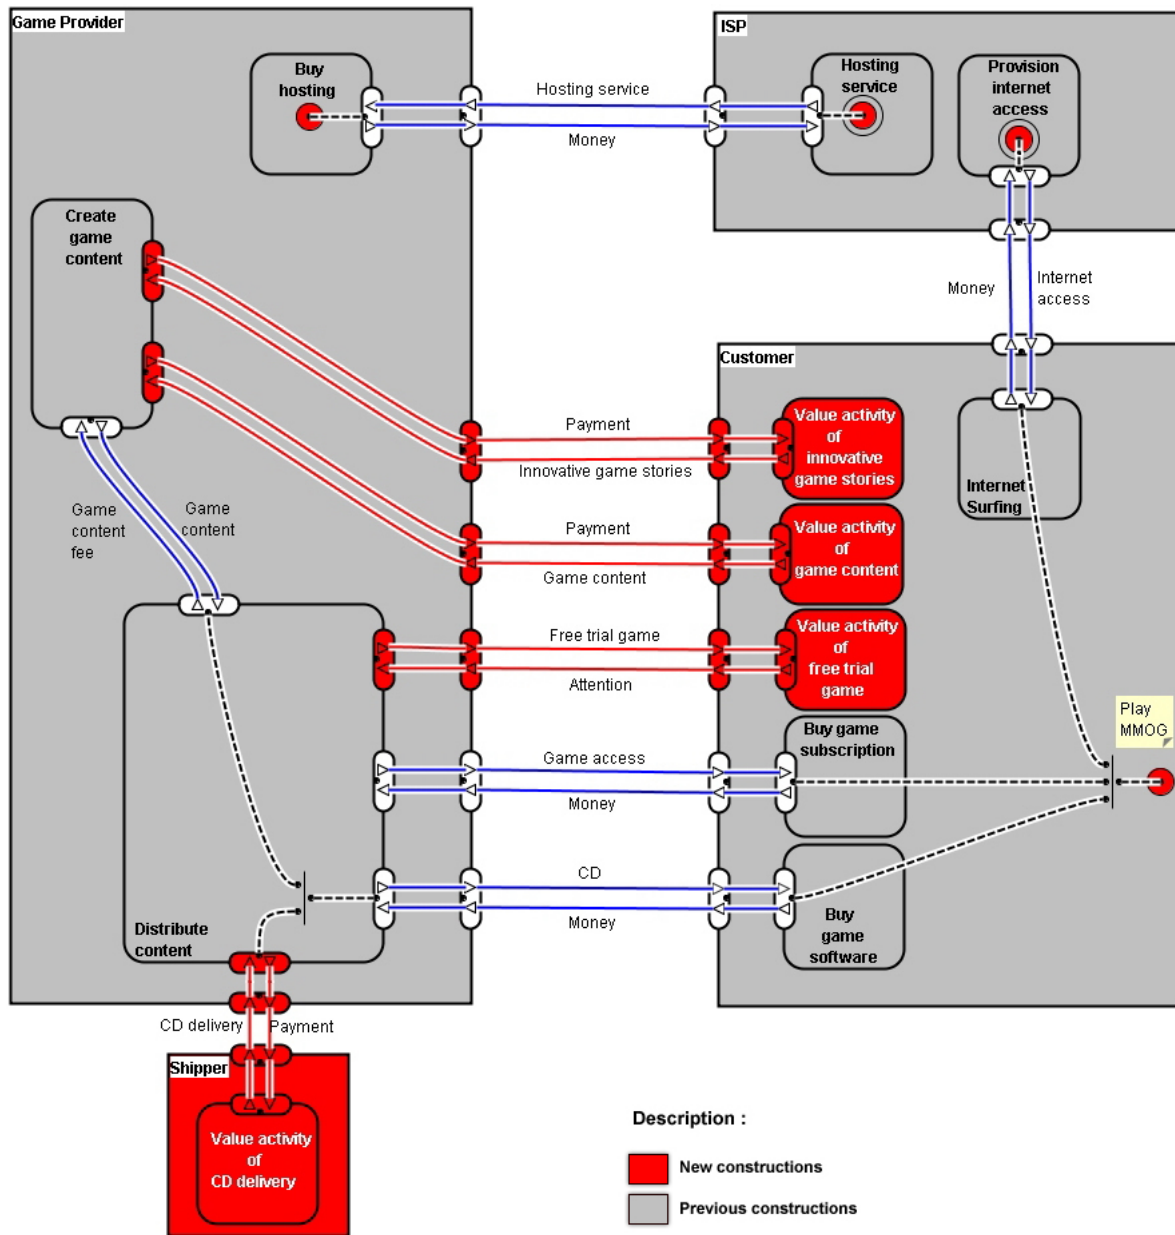 Game Provider
ISP
Buy
hosting
Hosting service
Money
Hosting
service
Provision
internet
access
Create
game
content
Money
Internet
access
Customer
Payment
Innovative game stories
Value activity
of
innovative
game stories
Internet
Surfing
Game
content
fee
Game
content
Payment
Game content
Value activity
of
game content
Free trial game
Attention
Value activity
of
free trial
game
Play
MMOG
Game access
Money
Buy game
subscription
CD
Money
Buy
game
software
Distribute
content
CD delivery
Payment
Shipper
Value activity
of
CD delivery
Description :
New constructions
Previous constructions